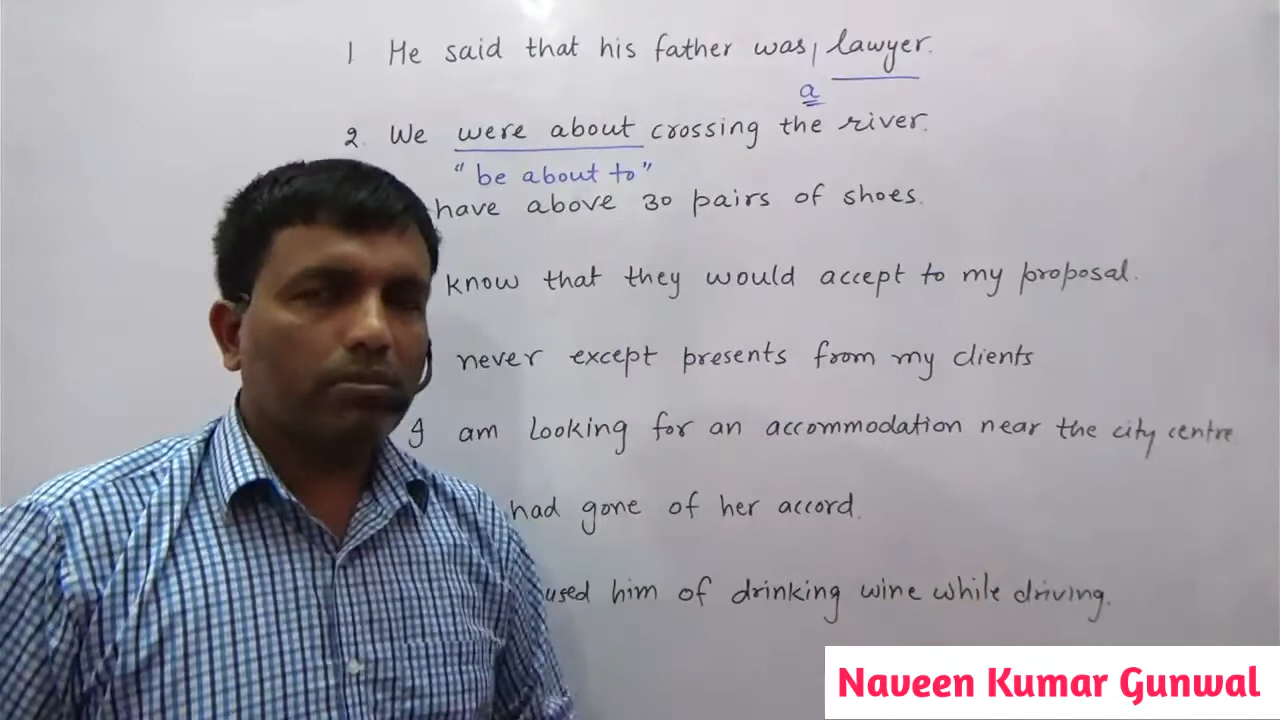 1 He said that his father was, lawyer.
a
2. We were about crossing the river.
"be about to"
have above 30 pairs of shoes.
know that they would accept to my proposal.
never except presents from my clients
I am looking for an accommodation near the city centre
had gone of her accord.
used him of drinking wine while driving.
Naveen Kumar Gunwal